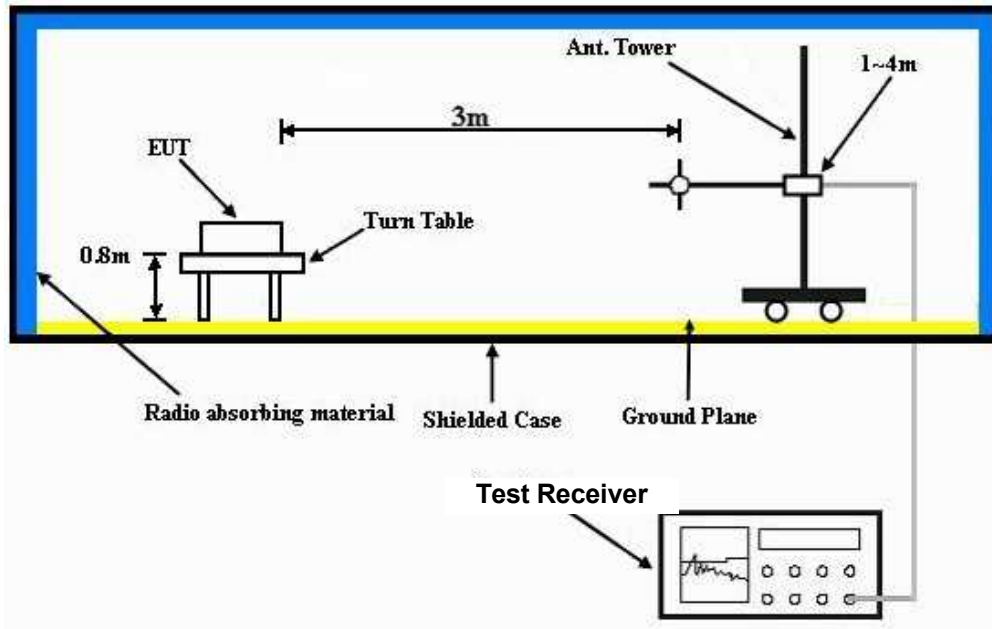 Ant. Tower
1~4m
3m
EUT
Turn Table
0.8m
Radio absorbing material
Shielded Case
Ground Plane
Test Receiver